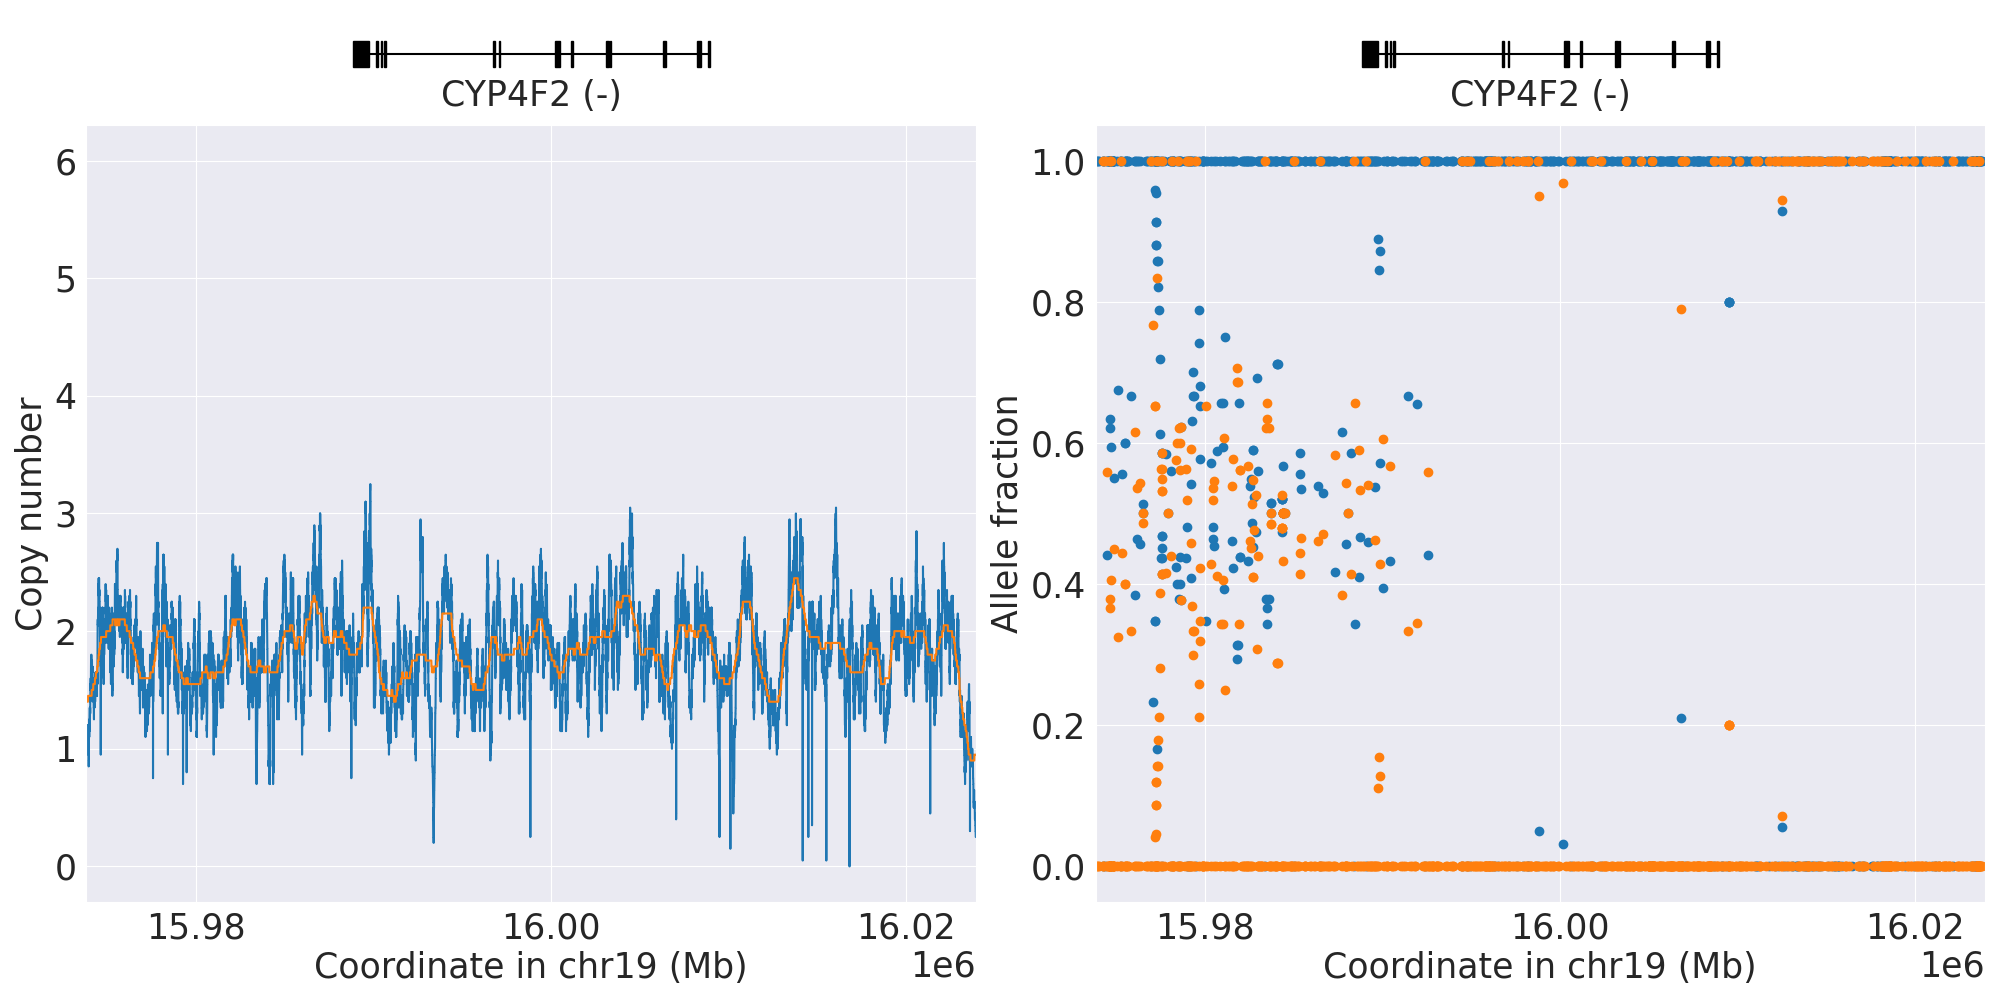 CYP4F2 (-)
CYP4F2 (-)
Copy number
6
5
4
3
2
1
0
15.98
16.00
16.02
Coordinate in chr19 (Mb)
1e6
Allele fraction
1.0
0.8
0.6
0.4
0.2
0.0
15.98
16.00
16.02
Coordinate in chr19 (Mb)
1e6